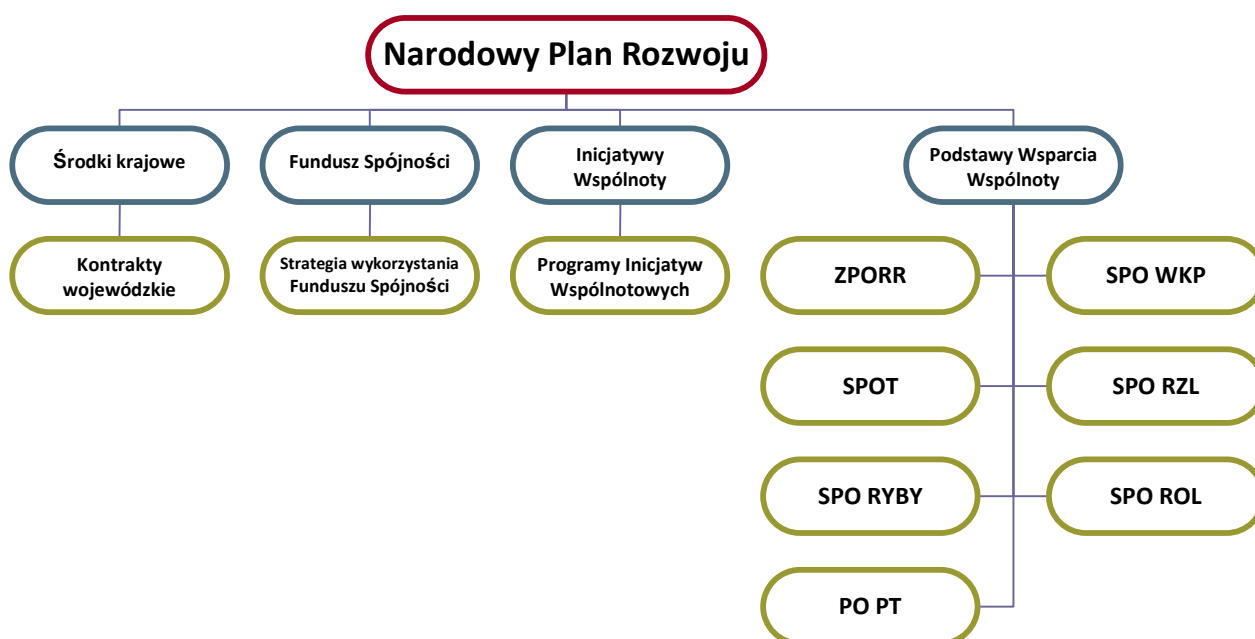 Narodowy Plan Rozwoju
Środki krajowe
Fundusz Spójności
Inicjatywy
Wspólnoty
Podstawy Wsparcia
Wspólnoty
Kontrakty
wojewódzkie
Strategia wykorzystania
Funduszu Spójności
Programy Inicjatyw
Wspólnotowych
ZPORR
SPO WKP
SPOT
SPO RZL
SPO RYBY
SPO ROL
PO PT